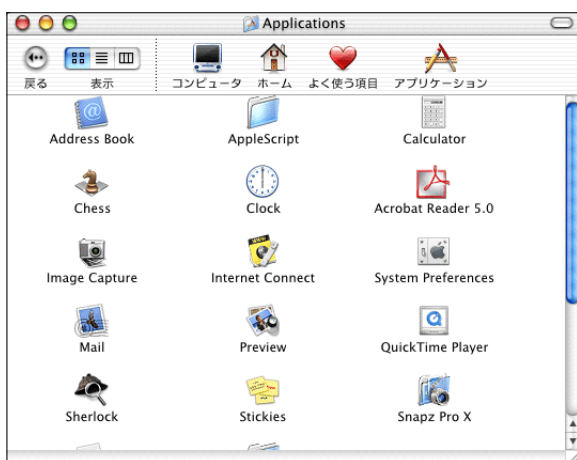 Applications
戻る 表示 コンピュータ ホーム よく使う項目 アプリケーション
Address Book AppleScript Calculator
Chess Clock Acrobat Reader 5.0
Image Capture Internet Connect System Preferences
Mail Preview QuickTime Player
Sherlock Stickies Snapz Pro X